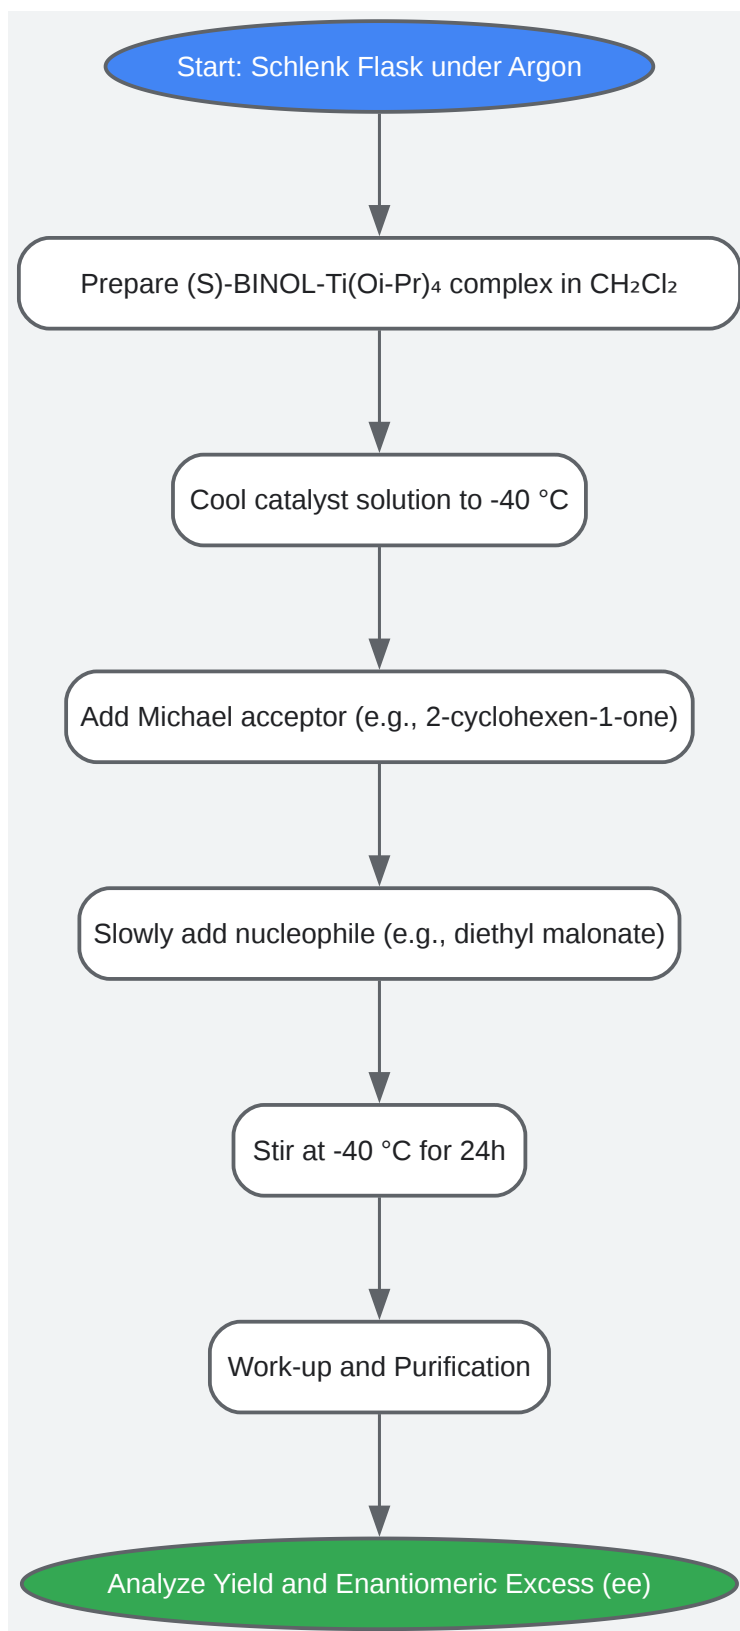 Start: Schlenk Flask under Argon
Prepare (S)-BINOL-Ti(Oi-Pr)₄ complex in CH₂Cl₂
Cool catalyst solution to -40 °C
Add Michael acceptor (e.g., 2-cyclohexen-1-one)
Slowly add nucleophile (e.g., diethyl malonate)
Stir at -40 °C for 24h
Work-up and Purification
Analyze Yield and Enantiomeric Excess (ee)